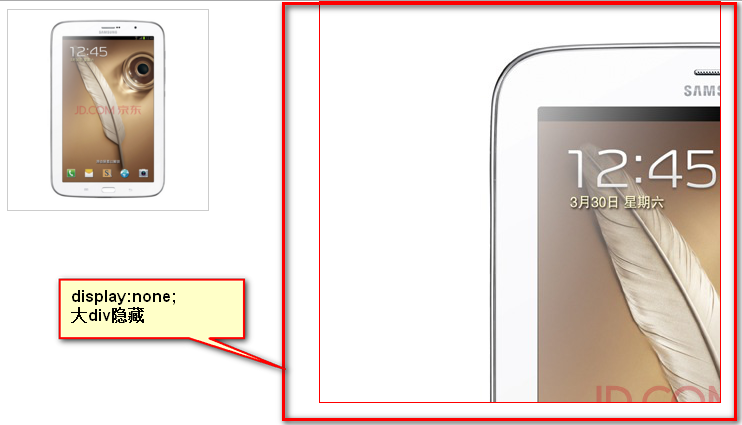 SAMSUNG
12:45
JD.COM 京东
SAMS
12:45
3月30日 星期六
JD.COM
display:none;
大div隐藏